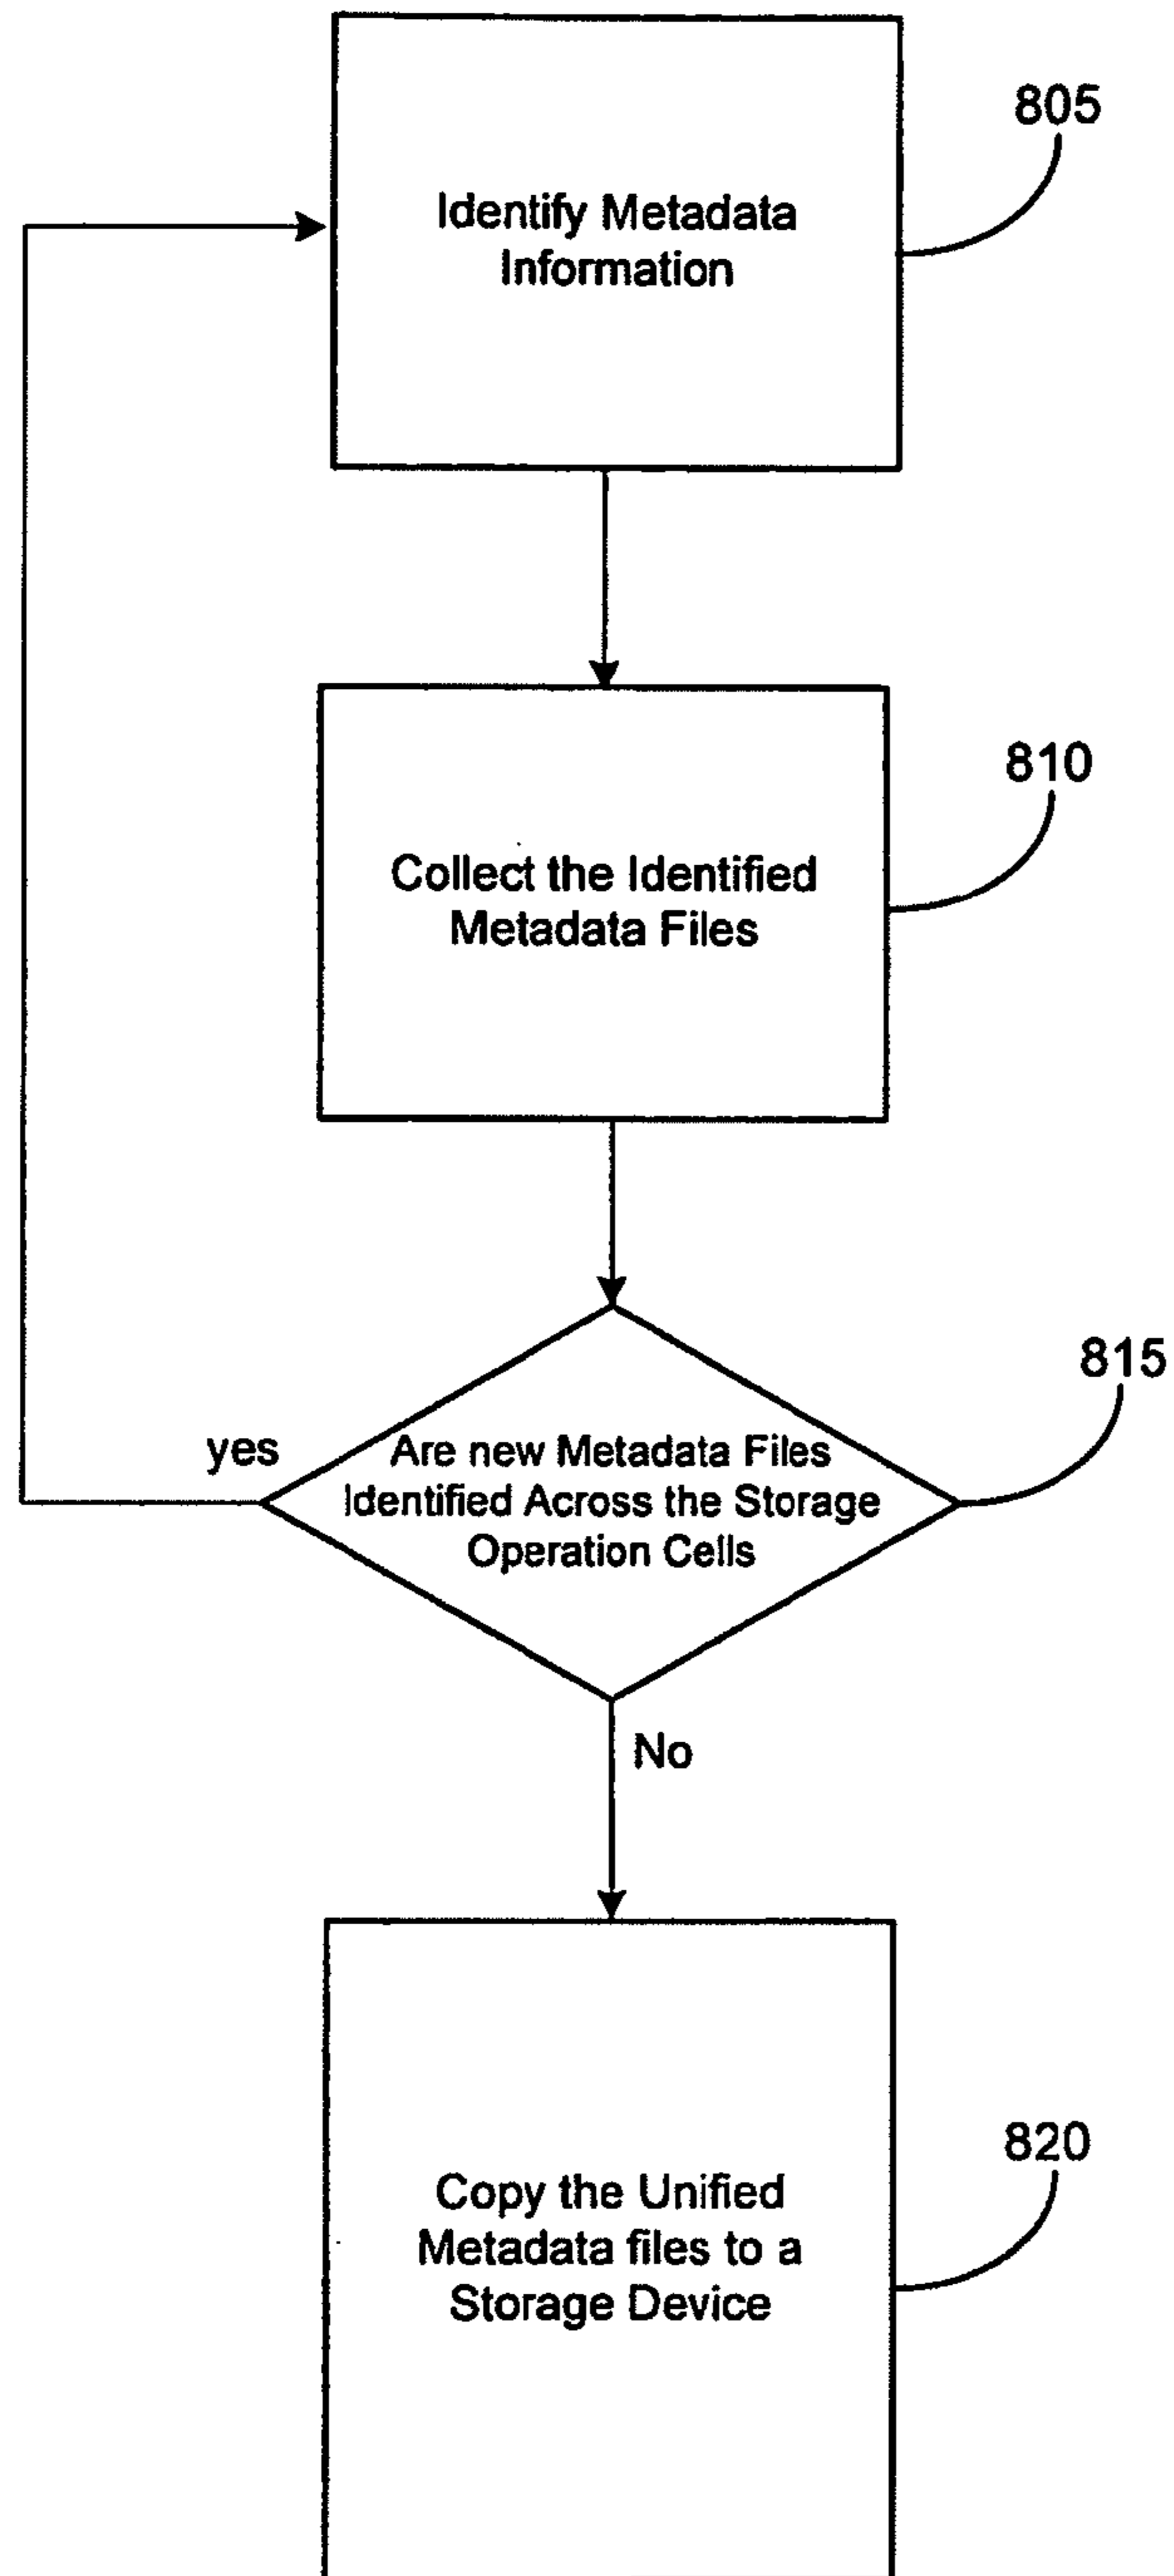 805
Identify Metadata
Information
810
Collect the Identified
Metadata Files
815
yes
Are new Metadata Files
Identified Across the Storage
Operation Cells
No
820
Copy the Unified
Metadata files to a
Storage Device